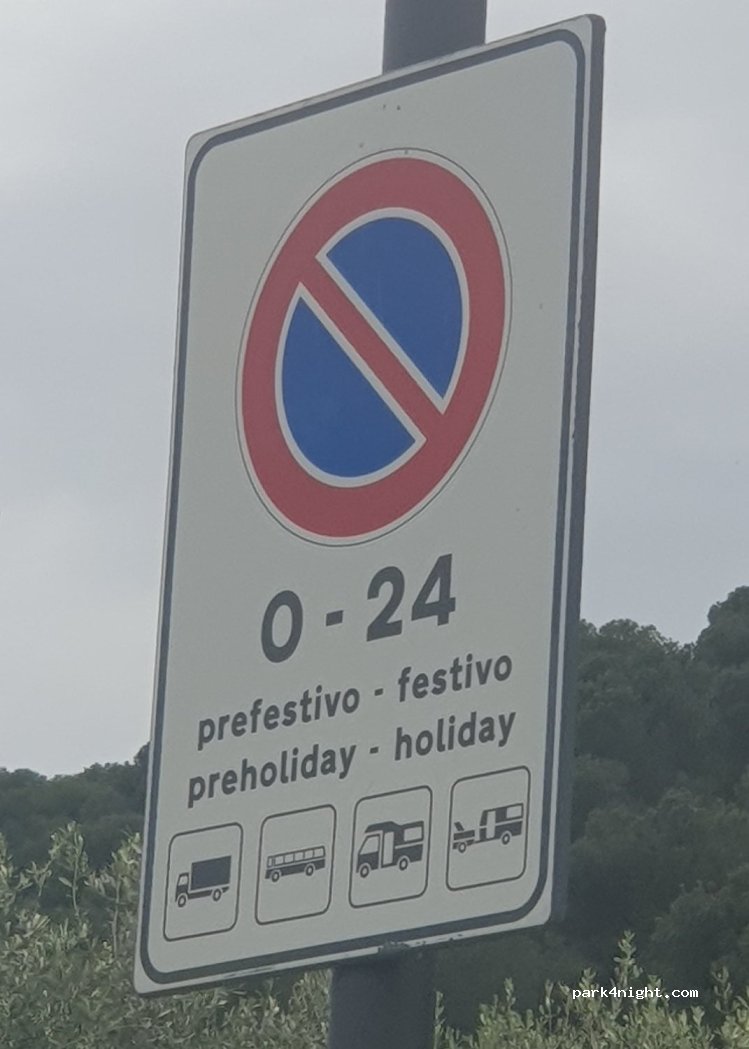 0 - 24
prefestivo - festivo
preholiday - holiday
park4night.com